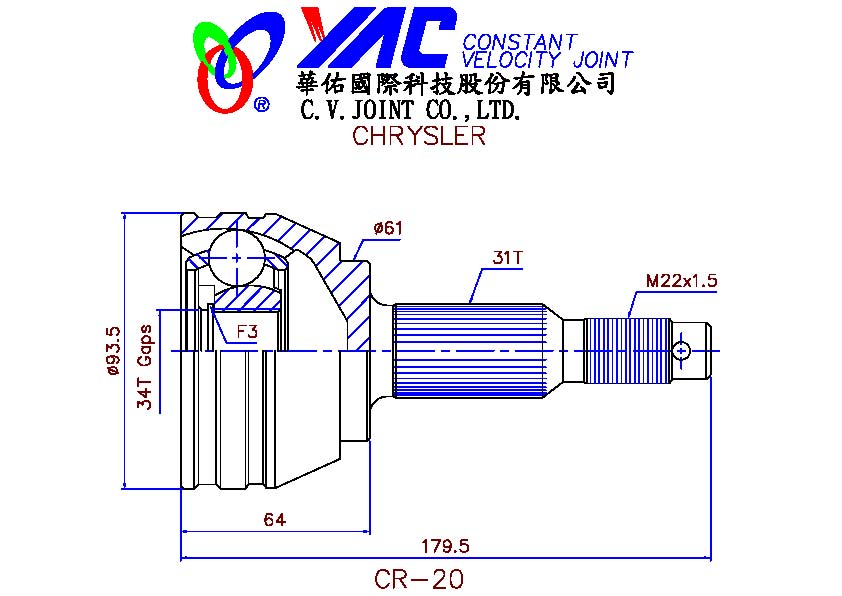 YAC CONSTANT
VELOCITY JOINT
®
華佑國際科技股份有限公司
C.V.JOINT CO.,LTD.
CHRYSLER
ø61
31T
M22x1.5
F3
ø93.5
34T Gaps
64
179.5
CR-20